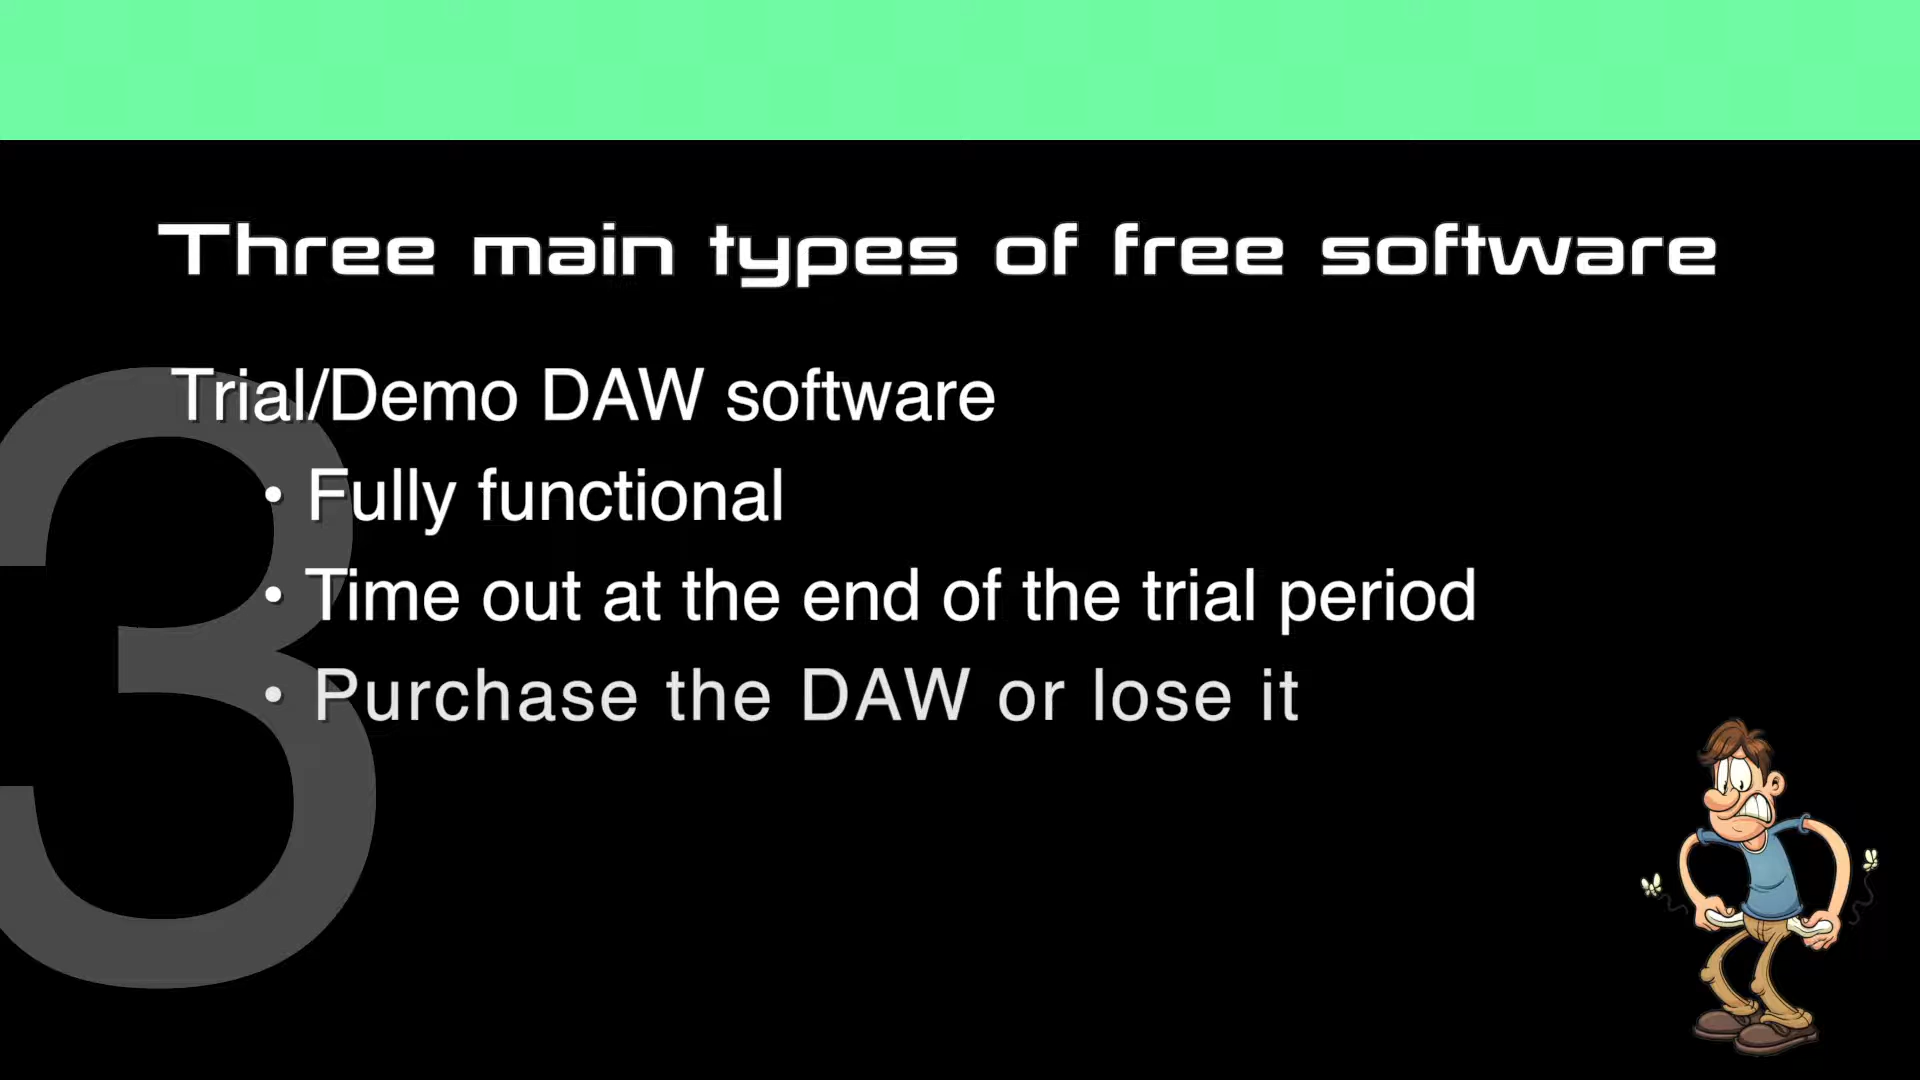 Three main types of free software
3
Trial/Demo DAW software
• Fully functional
• Time out at the end of the trial period
• Purchase the DAW or lose it